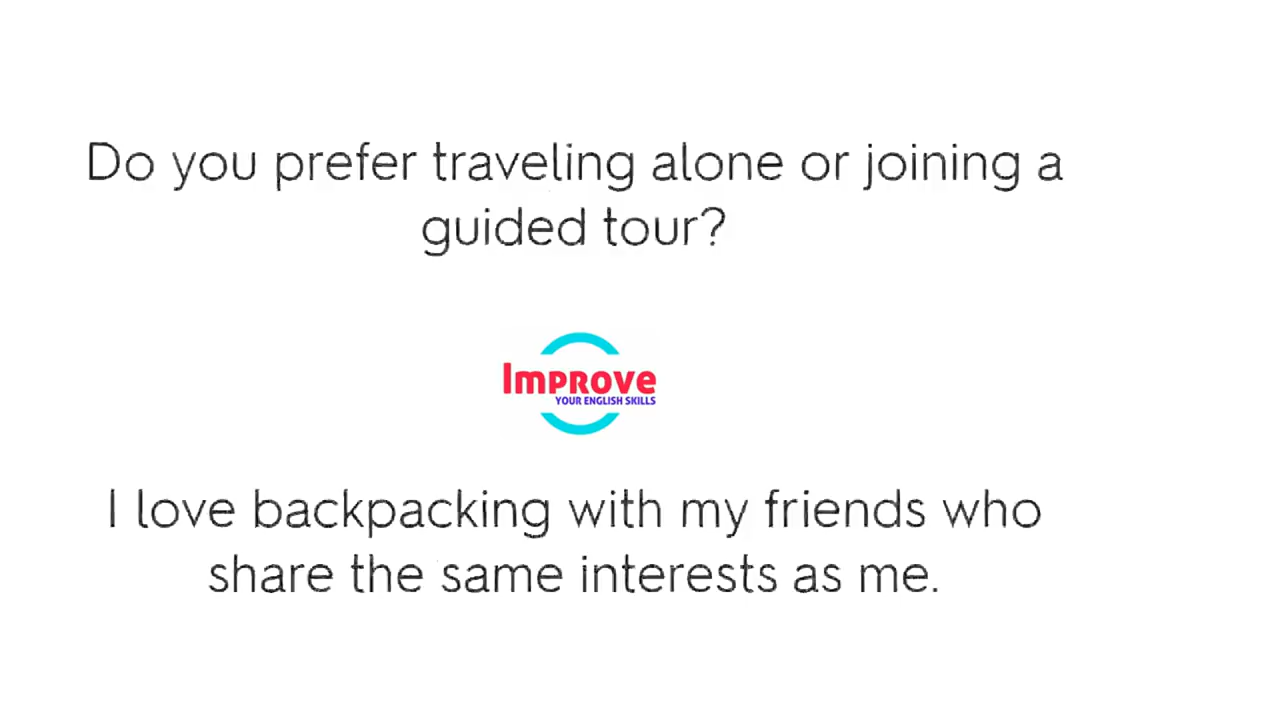 Do you prefer traveling alone or joining a
guided tour?
Improve
YOUR ENGLISH SKILLS
I love backpacking with my friends who
share the same interests as me.